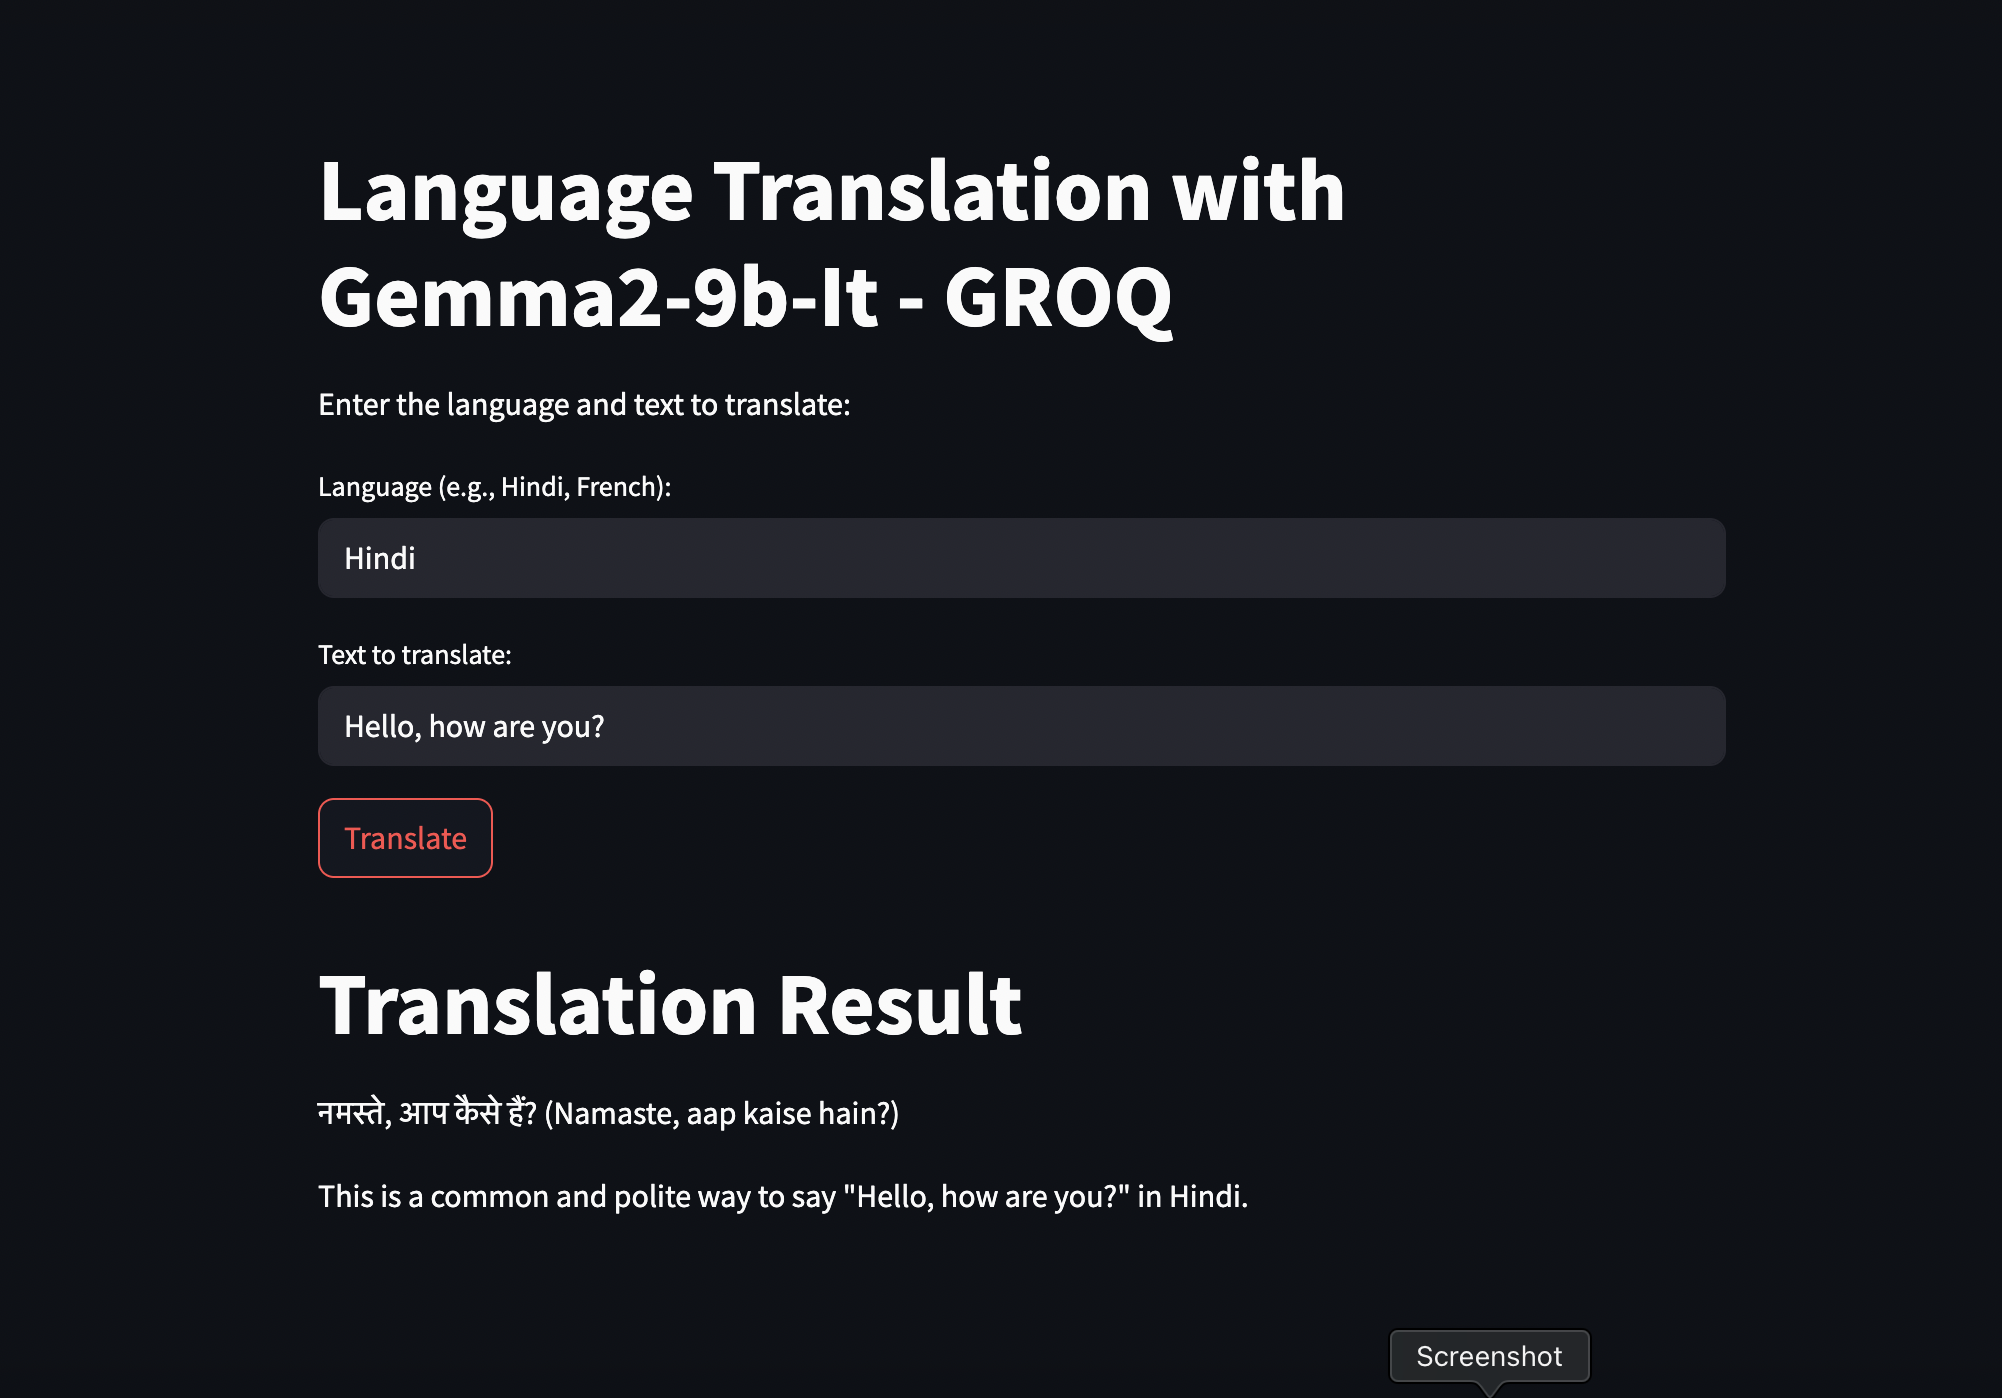 Language Translation with
Gemma2-9b-It - GROQ
Enter the language and text to translate:
Language (e.g., Hindi, French):
Hindi
Text to translate:
Hello, how are you?
Translate
Translation Result
नमस्ते, आप कैसे हैं? (Namaste, aap kaise hain?)
This is a common and polite way to say "Hello, how are you?" in Hindi.
Screenshot